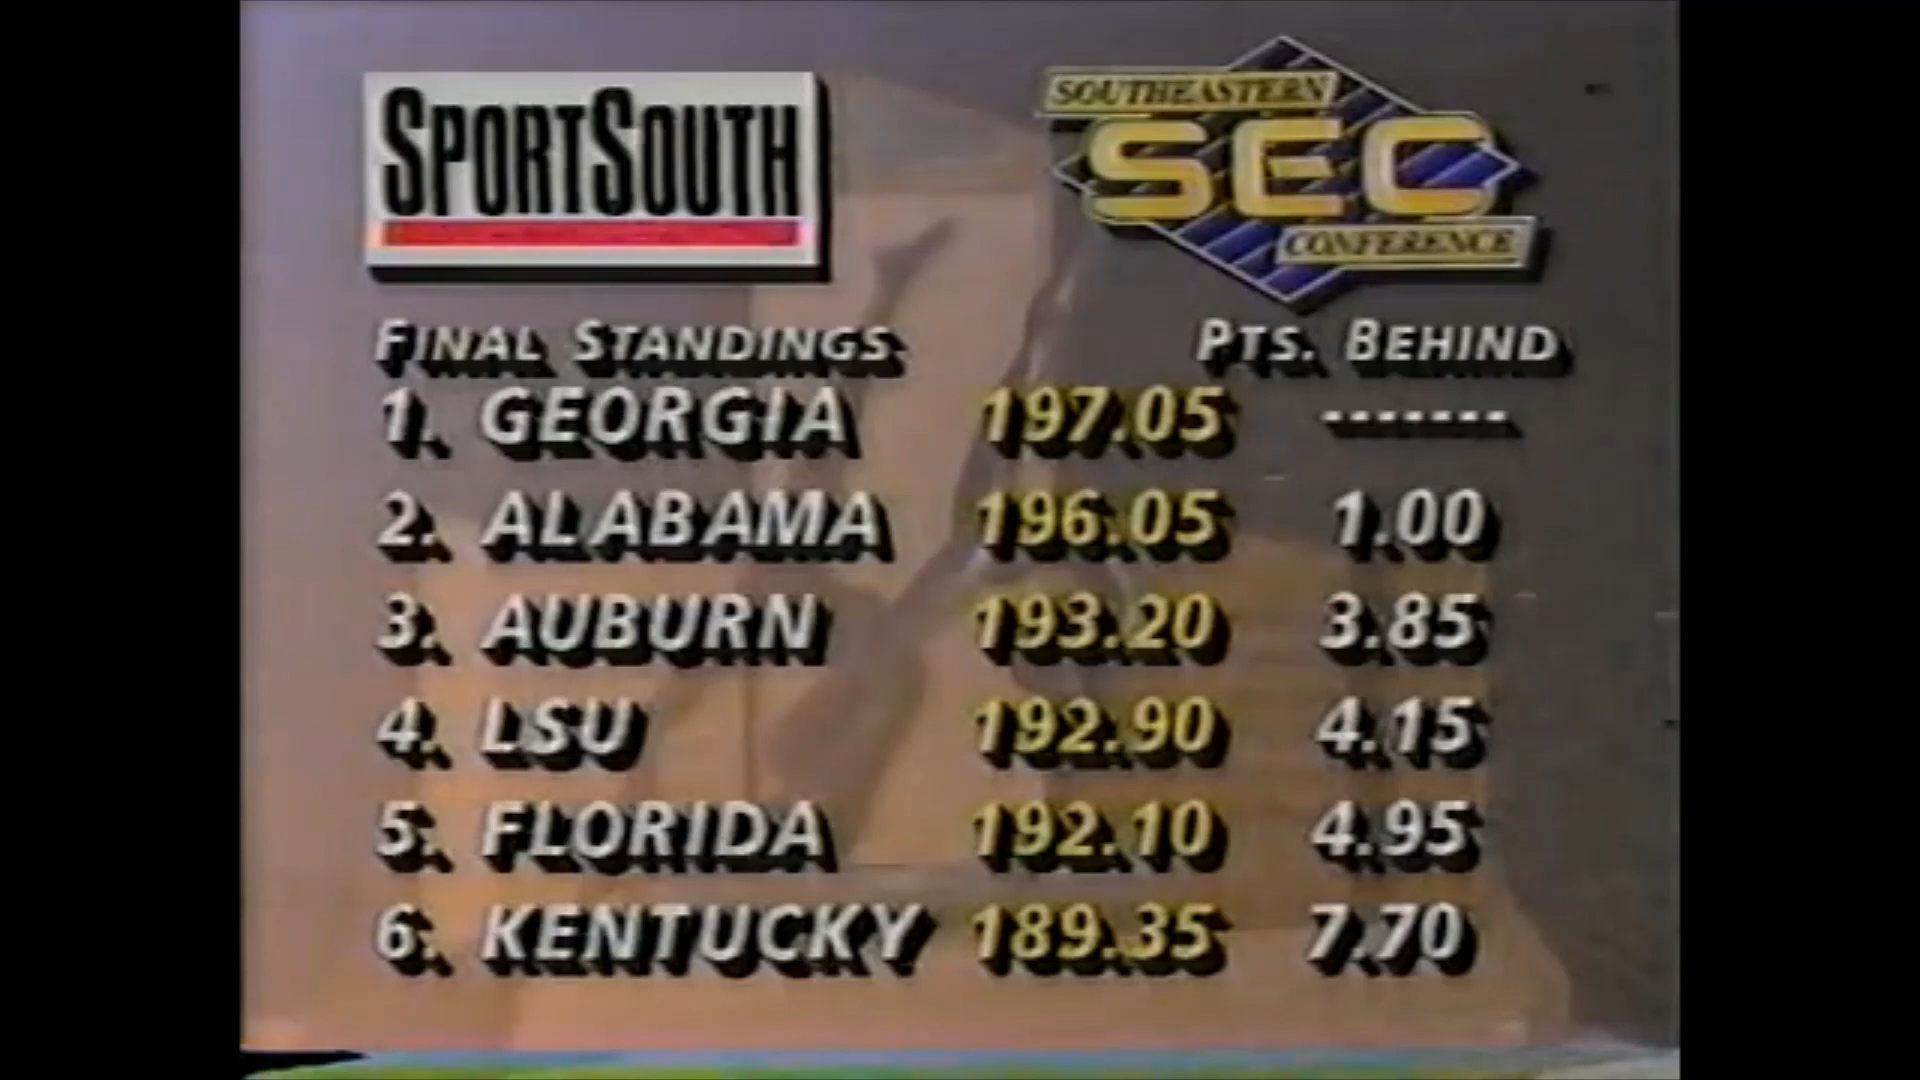 SPORTSOUTH
SOUTHEASTERN
SEC
CONFERENCE
FINAL STANDINGS PTS. BEHIND
1. GEORGIA 197.05 -------
2. ALABAMA 196.05 1.00
3. AUBURN 193.20 3.85
4. LSU 192.90 4.15
5. FLORIDA 192.10 4.95
6. KENTUCKY 189.35 7.70